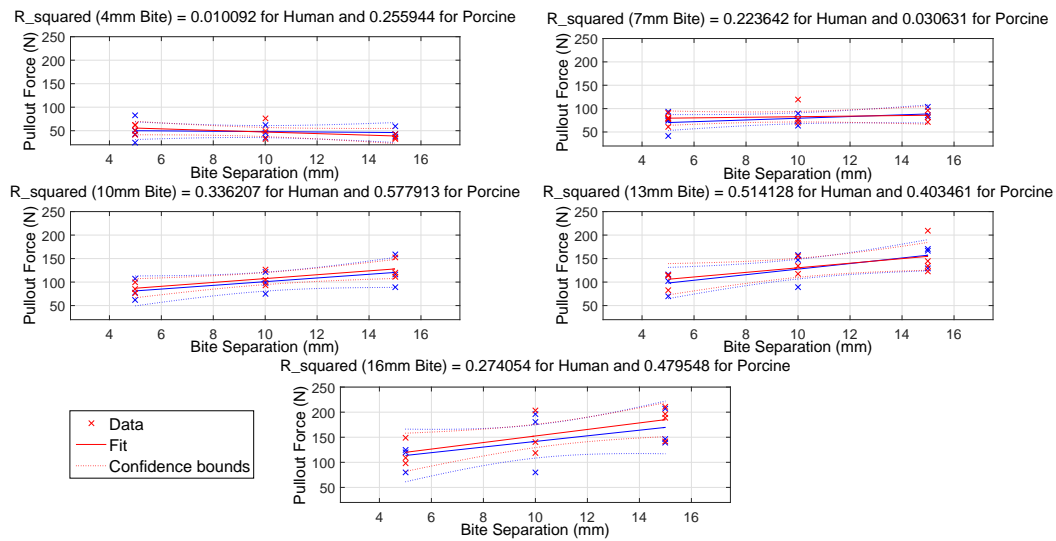 R_squared (4mm Bite) = 0.010092 for Human and 0.255944 for Porcine
250
200
150
100
50
4 6 8 10 12 14 16
Bite Separation (mm)
Pullout Force (N)
R_squared (7mm Bite) = 0.223642 for Human and 0.030631 for Porcine
250
200
150
100
50
4 6 8 10 12 14 16
Bite Separation (mm)
Pullout Force (N)
R_squared (10mm Bite) = 0.336207 for Human and 0.577913 for Porcine
250
200
150
100
50
4 6 8 10 12 14 16
Bite Separation (mm)
Pullout Force (N)
R_squared (13mm Bite) = 0.514128 for Human and 0.403461 for Porcine
250
200
150
100
50
4 6 8 10 12 14 16
Bite Separation (mm)
Pullout Force (N)
R_squared (16mm Bite) = 0.274054 for Human and 0.479548 for Porcine
250
200
150
100
50
4 6 8 10 12 14 16
Bite Separation (mm)
Pullout Force (N)
Data
Fit
Confidence bounds